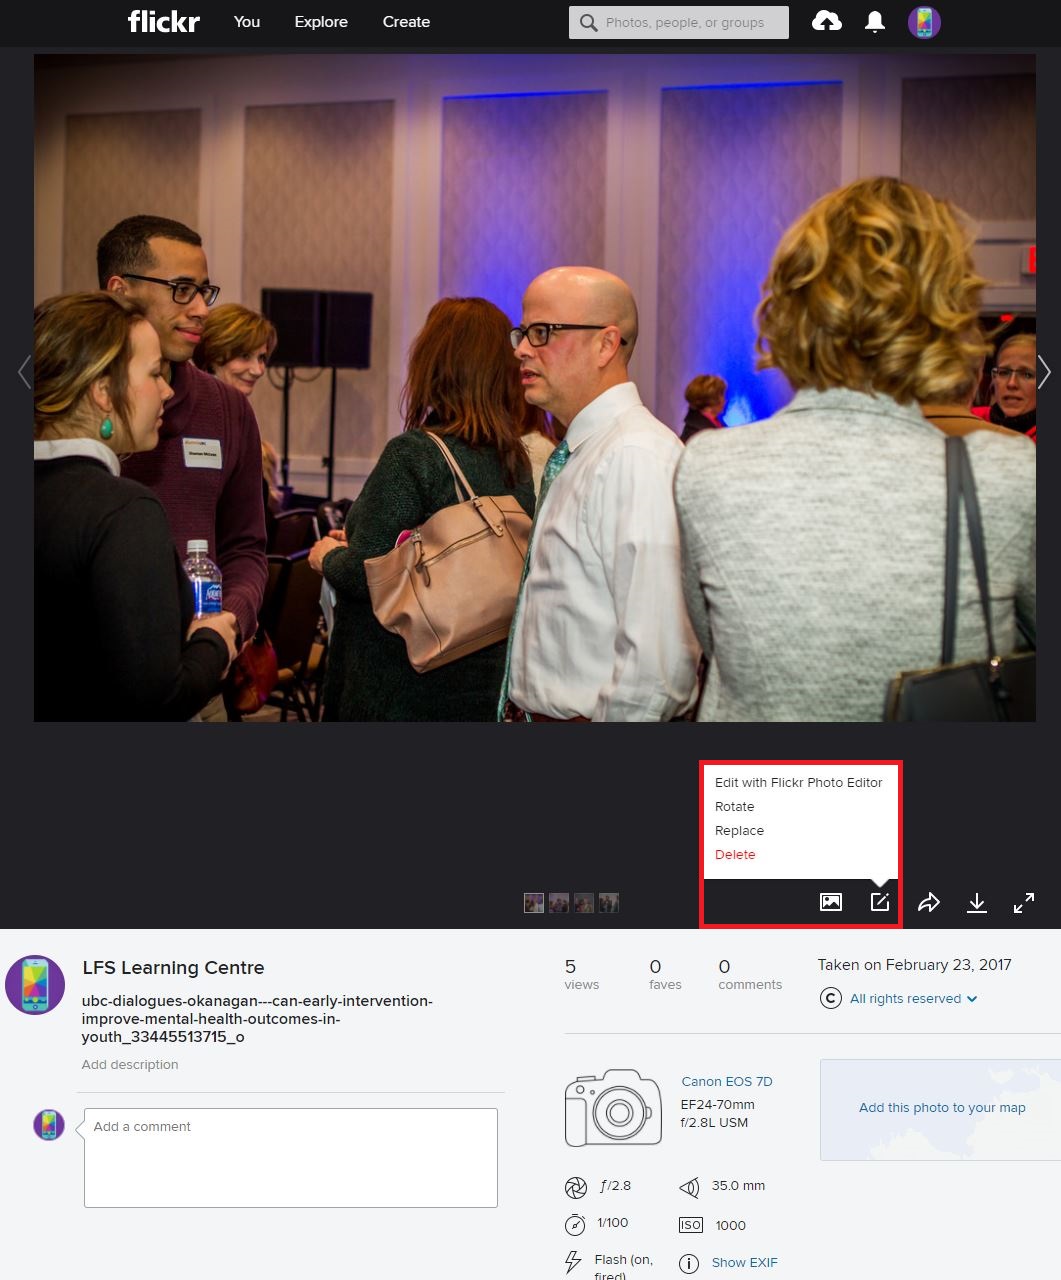 flickr You Explore Create Photos, people, or groups
Edit with Flickr Photo Editor
Rotate
Replace
Delete
LFS Learning Centre
ubc-dialogues-okanagan---can-early-intervention-
improve-mental-health-outcomes-in-
youth_33445513715_o
Add description
Add a comment
5 0 0
views faves comments
Taken on February 23, 2017
C All rights reserved
Canon EOS 7D
EF24-70mm
f/2.8L USM
Add this photo to your map
ƒ/2.8 35.0 mm
1/100 ISO 1000
Flash (on,
fired)
Show EXIF